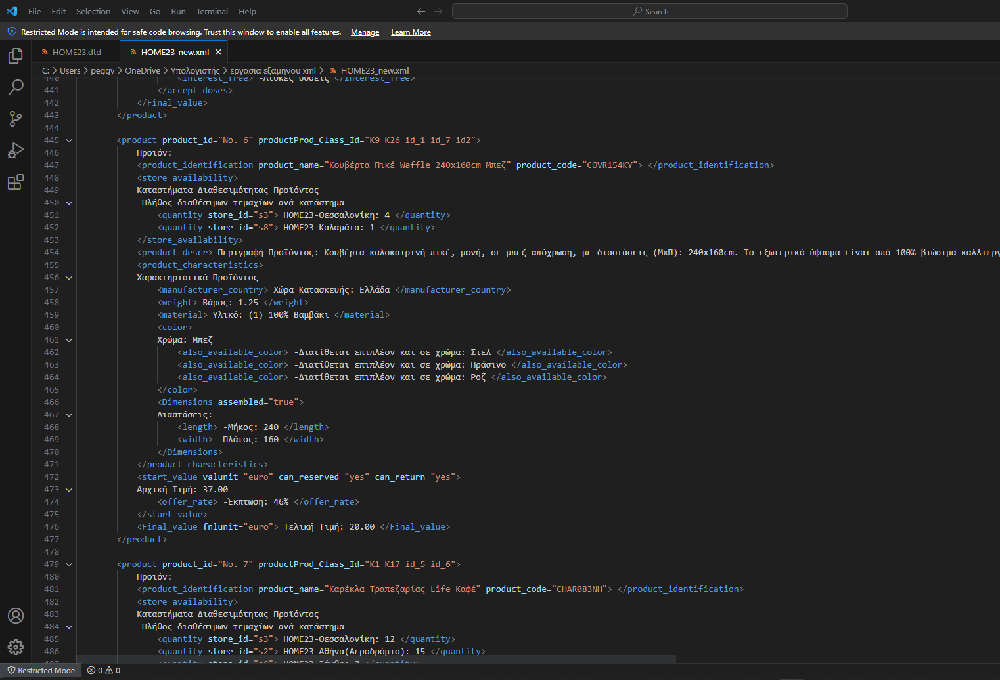 File Edit Selection View Go Run Terminal Help
Search
Restricted Mode is intended for safe code browsing. Trust this window to enable all features. Manage Learn More
HOME23.dtd HOME23_new.xml
C: > Users > peggy > OneDrive > Υπολογιστής > εργασια εξαμηνου xml > HOME23_new.xml
440 <interest_free> -Άτοκες δόσεις </interest_free>
441 </accept_doses>
442 </Final_value>
443 </product>
444
445 <product product_id="No. 6" productProd_Class_Id="K9 K26 id_1 id_7 id2">
446 Προϊόν:
447 <product_identification product_name="Κουβέρτα Πικέ Waffle 240x160cm Μπεζ" product_code="COVR154KY"> </product_identification>
448 <store_availability>
449 Καταστήματα Διαθεσιμότητας Προϊόντος
450 -Πλήθος διαθέσιμων τεμαχίων ανά κατάστημα
451 <quantity store_id="s3"> HOME23-Θεσσαλονίκη: 4 </quantity>
452 <quantity store_id="s8"> HOME23-Καλαμάτα: 1 </quantity>
453 </store_availability>
454 <product_descr> Περιγραφή Προϊόντος: Κουβέρτα καλοκαιρινή πικέ, μονή, σε μπεζ απόχρωση, με διαστάσεις (ΜxΠ): 240x160cm. Το εξωτερικό ύφασμα είναι από 100% βιώσιμα καλλιεργ
455 <product_characteristics>
456 Χαρακτηριστικά Προϊόντος
457 <manufacturer_country> Χώρα Κατασκευής: Ελλάδα </manufacturer_country>
458 <weight> Βάρος: 1.25 </weight>
459 <material> Υλικό: (1) 100% Βαμβάκι </material>
460 <color>
461 Χρώμα: Μπεζ
462 <also_available_color> -Διατίθεται επιπλέον και σε χρώμα: Σιελ </also_available_color>
463 <also_available_color> -Διατίθεται επιπλέον και σε χρώμα: Πράσινο </also_available_color>
464 <also_available_color> -Διατίθεται επιπλέον και σε χρώμα: Ροζ </also_available_color>
465 </color>
466 <Dimensions assembled="true">
467 Διαστάσεις:
468 <length> -Μήκος: 240 </length>
469 <width> -Πλάτος: 160 </width>
470 </Dimensions>
471 </product_characteristics>
472 <start_value valunit="euro" can_reserved="yes" can_return="yes">
473 Αρχική Τιμή: 37.00
474 <offer_rate> -Έκπτωση: 46% </offer_rate>
475 </start_value>
476 <Final_value fnlunit="euro"> Τελική Τιμή: 20.00 </Final_value>
477 </product>
478
479 <product product_id="No. 7" productProd_Class_Id="K1 K17 id_5 id_6">
480 Προϊόν:
481 <product_identification product_name="Καρέκλα Τραπεζαρίας Life Καφέ" product_code="CHAR083NH"> </product_identification>
482 <store_availability>
483 Καταστήματα Διαθεσιμότητας Προϊόντος
484 -Πλήθος διαθέσιμων τεμαχίων ανά κατάστημα
485 <quantity store_id="s3"> HOME23-Θεσσαλονίκη: 12 </quantity>
486 <quantity store_id="s2"> HOME23-Αθήνα(Αεροδρόμιο): 15 </quantity>
Restricted Mode 0 0